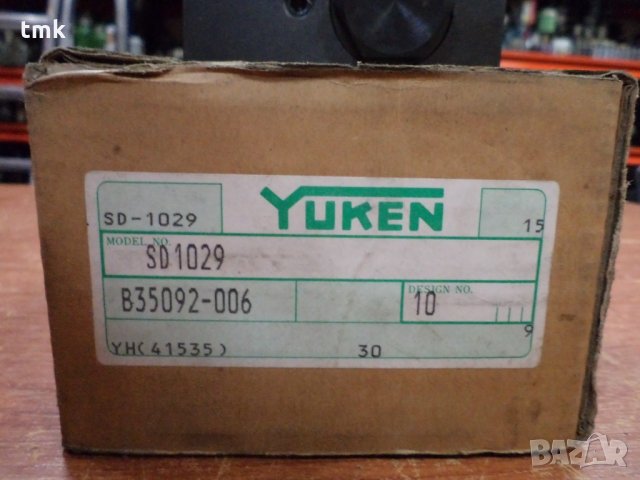 tmk
SD-1029
YUKEN
15
MODEL NO.
SD1029
B35092-006
DESIGN NO.
10
9
YH(41535)
30
BAZAR